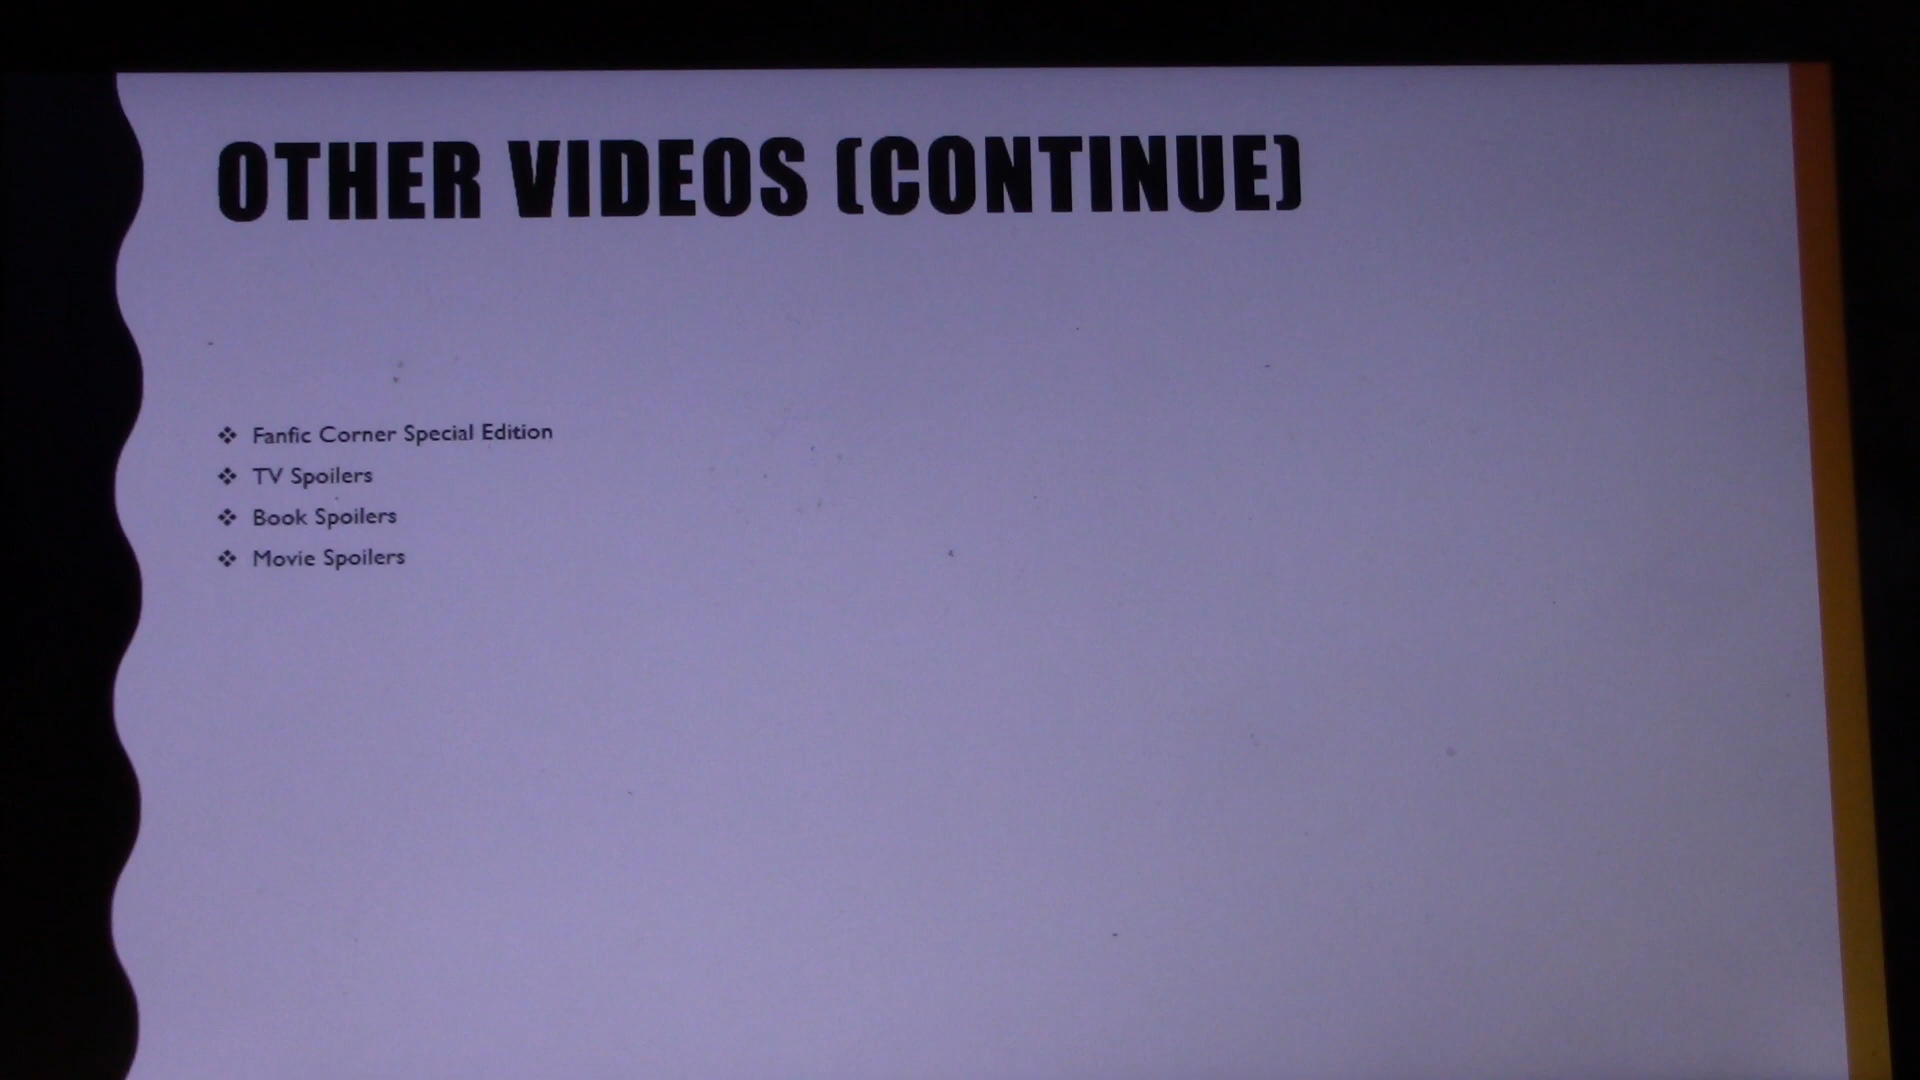 OTHER VIDEOS (CONTINUE)
❖ Fanfic Corner Special Edition
❖ TV Spoilers
❖ Book Spoilers
❖ Movie Spoilers